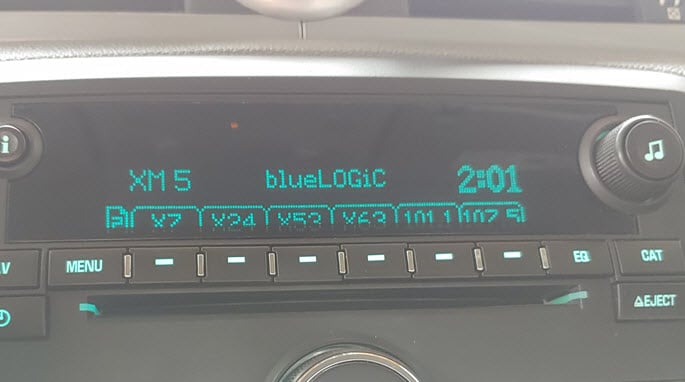 XM 5 blueLOGiC 2:01
X7 X24 X53 X63 101.1 107.5
MENU EQ CAT
EJECT